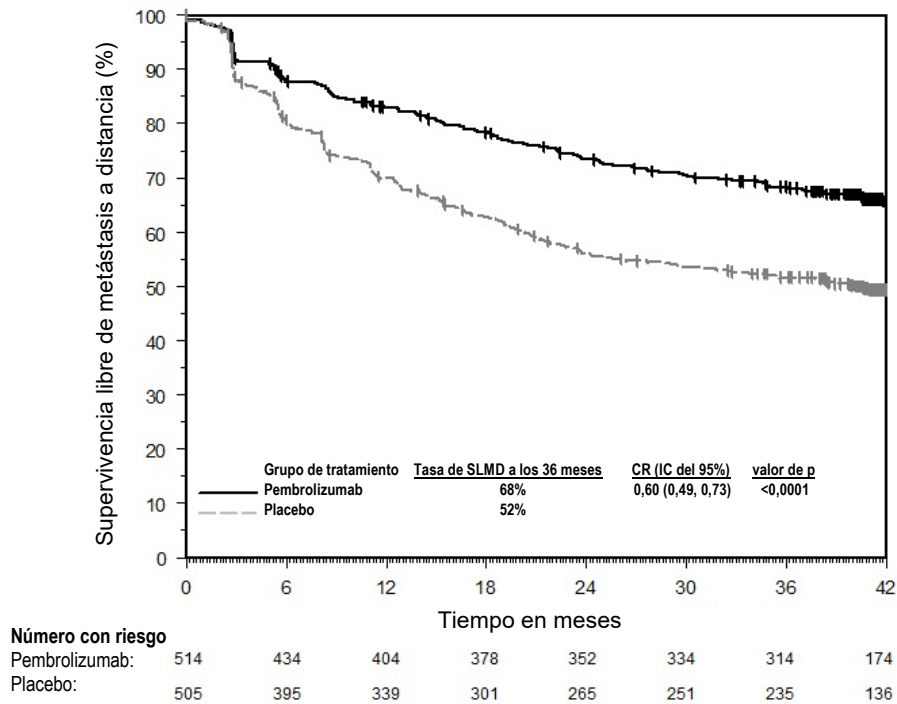 Supervivencia libre de metástasis a distancia (%)
100
90
80
70
60
50
40
30
20
10
0
Grupo de tratamiento Tasa de SLMD a los 36 meses CR (IC del 95%) valor de p
Pembrolizumab 68% 0,60 (0,49, 0,73) <0,0001
Placebo 52%
0 6 12 18 24 30 36 42
Tiempo en meses
Número con riesgo
Pembrolizumab: 514 434 404 378 352 334 314 174
Placebo: 505 395 339 301 265 251 235 136